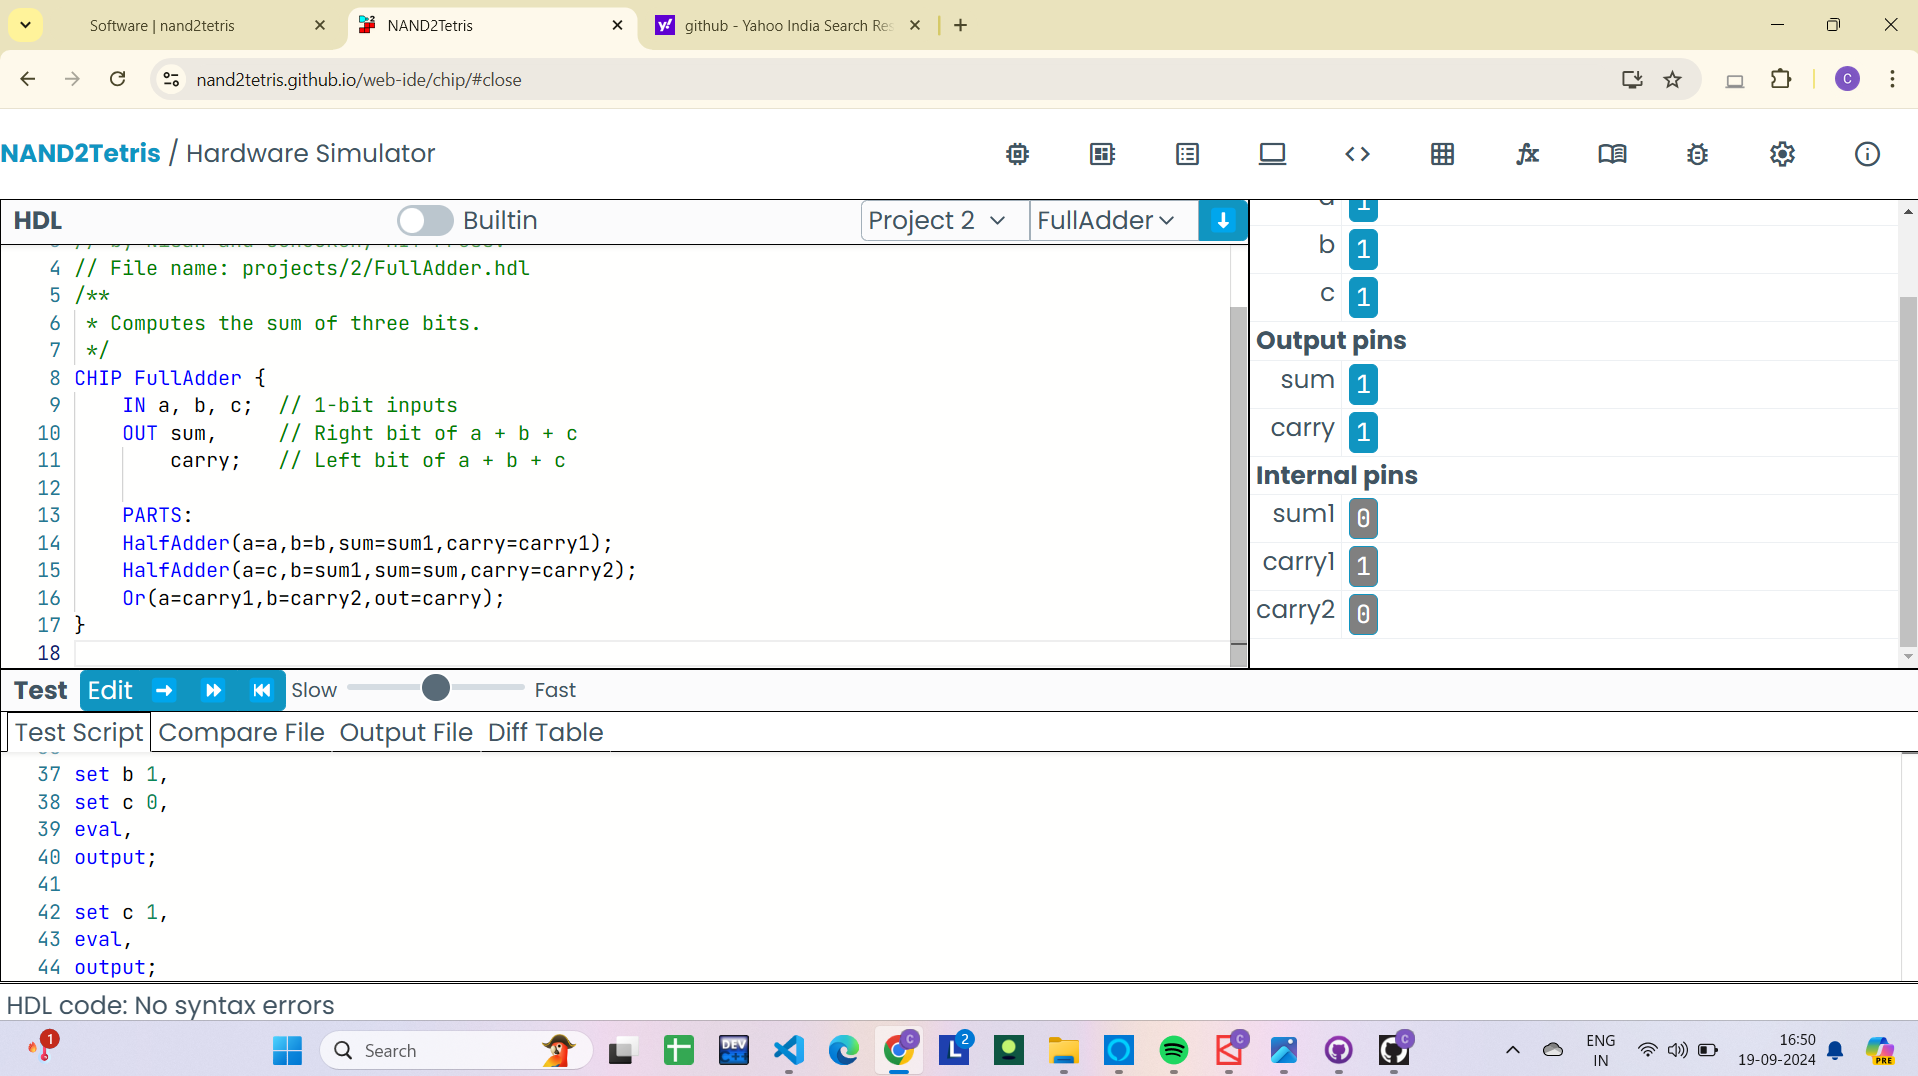 Software | nand2tetris
NAND2Tetris
github - Yahoo India Search Res
nand2tetris.github.io/web-ide/chip/#close
C
NAND2Tetris / Hardware Simulator
HDL
Builtin
Project 2
FullAdder
4 // File name: projects/2/FullAdder.hdl
5 /**
6 * Computes the sum of three bits.
7 */
8 CHIP FullAdder {
9 IN a, b, c; // 1-bit inputs
10 OUT sum, // Right bit of a + b + c
11 carry; // Left bit of a + b + c
12
13 PARTS:
14 HalfAdder(a=a,b=b,sum=sum1,carry=carry1);
15 HalfAdder(a=c,b=sum1,sum=sum,carry=carry2);
16 Or(a=carry1,b=carry2,out=carry);
17 }
18
a 1
b 1
c 1
Output pins
sum 1
carry 1
Internal pins
sum1 0
carry1 1
carry2 0
Test Edit Slow Fast
Test Script Compare File Output File Diff Table
37 set b 1,
38 set c 0,
39 eval,
40 output;
41
42 set c 1,
43 eval,
44 output;
HDL code: No syntax errors
1
Search
DEV C++
C
L 2
C
C
ENG
IN
16:50
19-09-2024
PRE